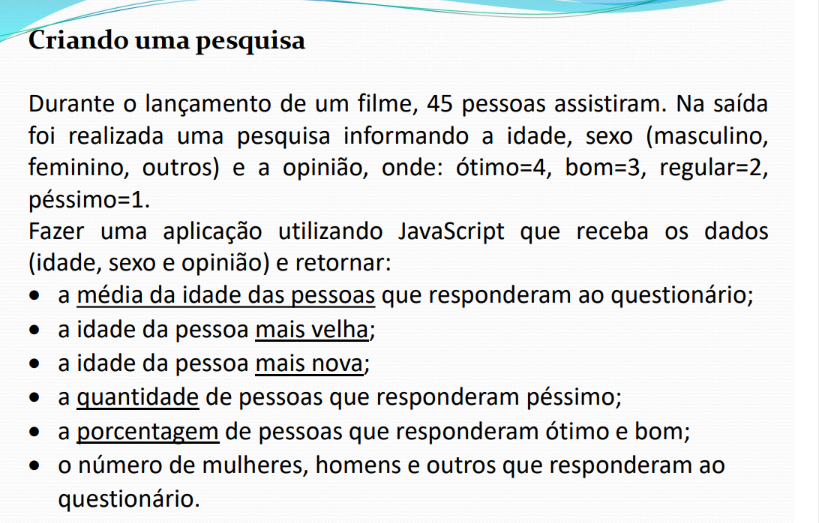 Criando uma pesquisa
Durante o lançamento de um filme, 45 pessoas assistiram. Na saída
foi realizada uma pesquisa informando a idade, sexo (masculino,
feminino, outros) e a opinião, onde: ótimo=4, bom=3, regular=2,
péssimo=1.
Fazer uma aplicação utilizando JavaScript que receba os dados
(idade, sexo e opinião) e retornar:
• a média da idade das pessoas que responderam ao questionário;
• a idade da pessoa mais velha;
• a idade da pessoa mais nova;
• a quantidade de pessoas que responderam péssimo;
• a porcentagem de pessoas que responderam ótimo e bom;
• o número de mulheres, homens e outros que responderam ao
questionário.